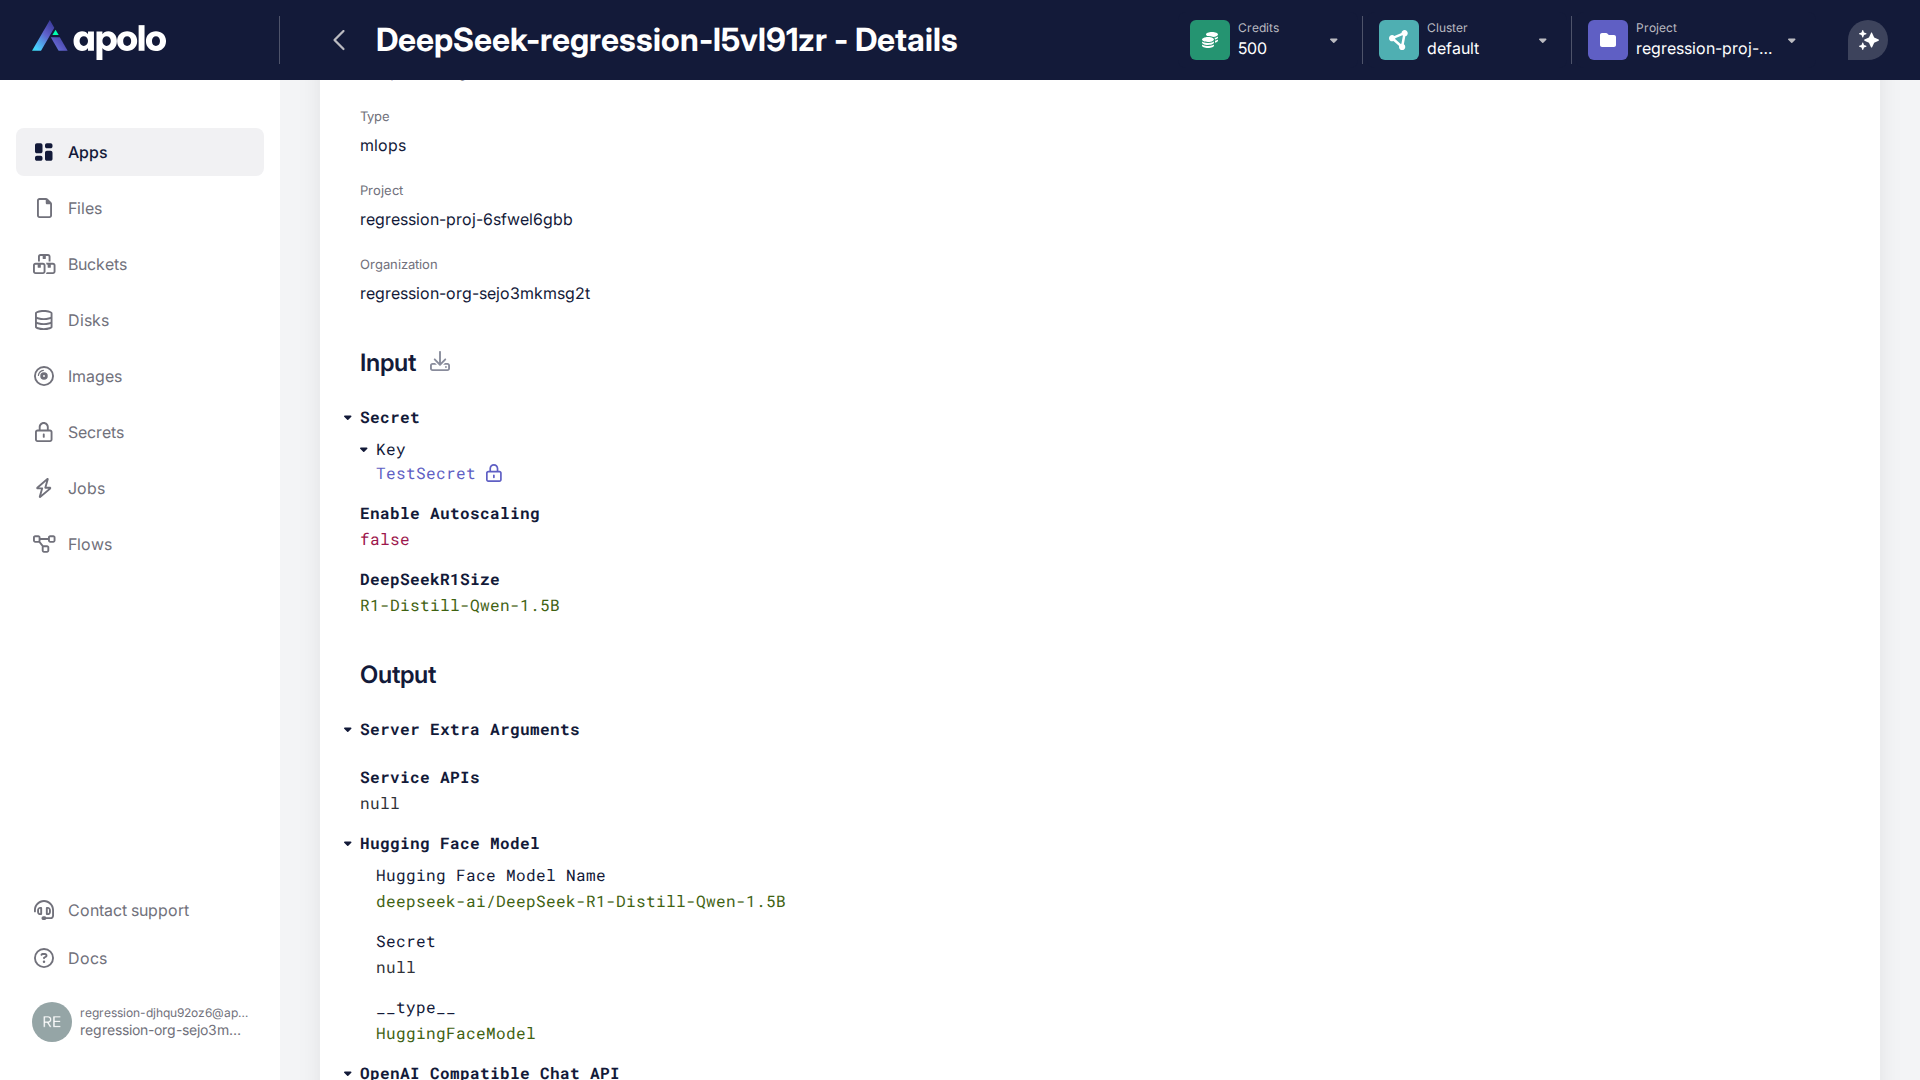 apolo
DeepSeek-regression-l5vl91zr - Details
Credits
500
Cluster
default
Project
regression-proj-...
Apps
Files
Buckets
Disks
Images
Secrets
Jobs
Flows
Contact support
Docs
RE
regression-djhqu92oz6@ap...
regression-org-sejo3m...
Type
mlops
Project
regression-proj-6sfwel6gbb
Organization
regression-org-sejo3mkmsg2t
Input
Secret
Key
TestSecret
Enable Autoscaling
false
DeepSeekR1Size
R1-Distill-Qwen-1.5B
Output
Server Extra Arguments
Service APIs
null
Hugging Face Model
Hugging Face Model Name
deepseek-ai/DeepSeek-R1-Distill-Qwen-1.5B
Secret
null
__type__
HuggingFaceModel
OpenAI Compatible Chat API